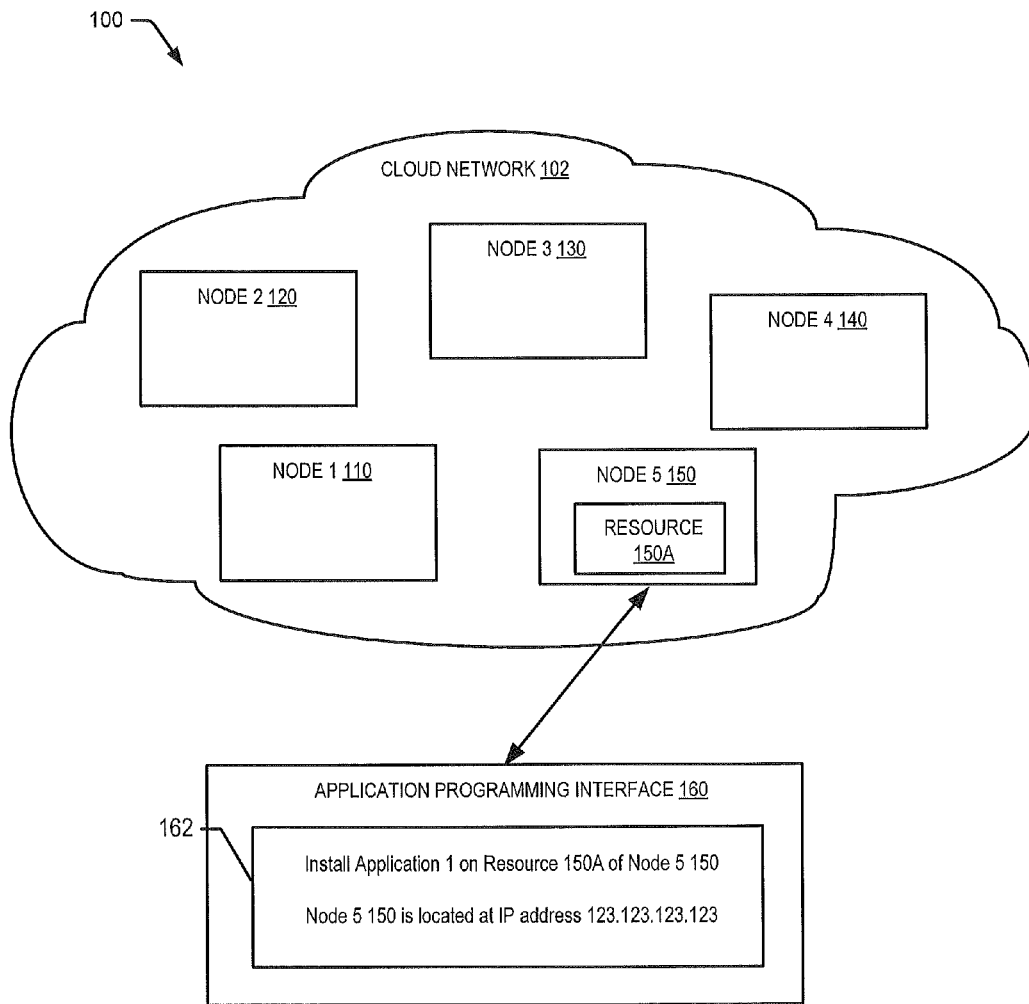 100
CLOUD NETWORK 102
NODE 3 130
NODE 2 120
NODE 4 140
NODE 1 110
NODE 5 150
RESOURCE
150A
APPLICATION PROGRAMMING INTERFACE 160
162
Install Application 1 on Resource 150A of Node 5 150
Node 5 150 is located at IP address 123.123.123.123